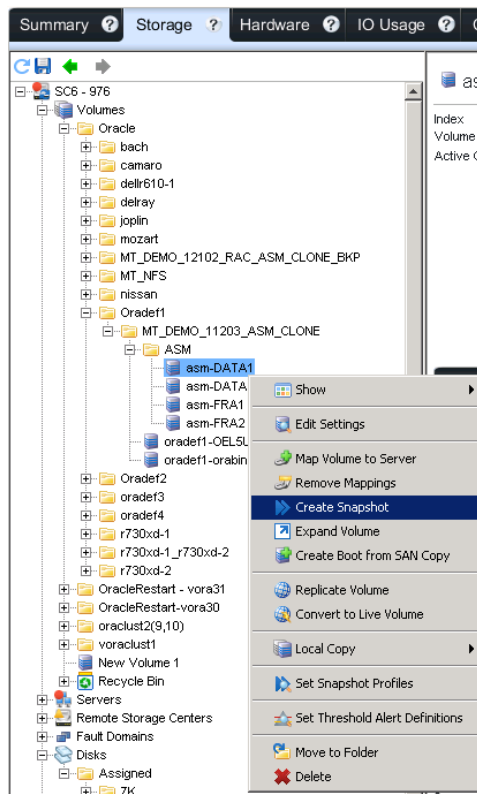 Summary ? Storage ? Hardware ? IO Usage ?
SC6 - 976
Volumes
Oracle
bach
camaro
dellr610-1
delray
joplin
mozart
MT_DEMO_12102_RAC_ASM_CLONE_BKP
MT_NFS
nissan
Oradef1
MT_DEMO_11203_ASM_CLONE
ASM
asm-DATA1
asm-DATA
asm-FRA1
asm-FRA2
oradef1-OEL5U
oradef1-orabin
Oradef2
oradef3
oradef4
r730xd-1
r730xd-1_r730xd-2
r730xd-2
OracleRestart - vora31
OracleRestart-vora30
oraclust2(9,10)
voraclust1
New Volume 1
Recycle Bin
Servers
Remote Storage Centers
Fault Domains
Disks
Assigned
7K
as
Index
Volume
Active
Show
Edit Settings
Map Volume to Server
Remove Mappings
Create Snapshot
Expand Volume
Create Boot from SAN Copy
Replicate Volume
Convert to Live Volume
Local Copy
Set Snapshot Profiles
Set Threshold Alert Definitions
Move to Folder
Delete